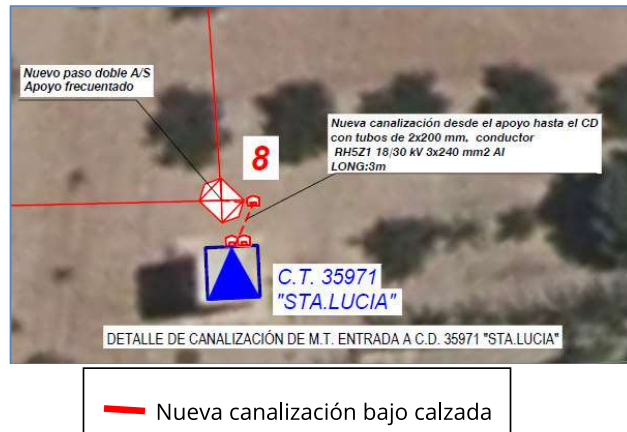 Nuevo paso doble A/S
Apoyo frecuentado
Nueva canalización desde el apoyo hasta el CD
con tubos de 2x200 mm, conductor
RH5Z1 18/30 kV 3x240 mm2 Al
LONG:3m
8
C.T. 35971
"STA.LUCIA"
DETALLE DE CANALIZACIÓN DE M.T. ENTRADA A C.D. 35971 "STA.LUCIA"
Nueva canalización bajo calzada